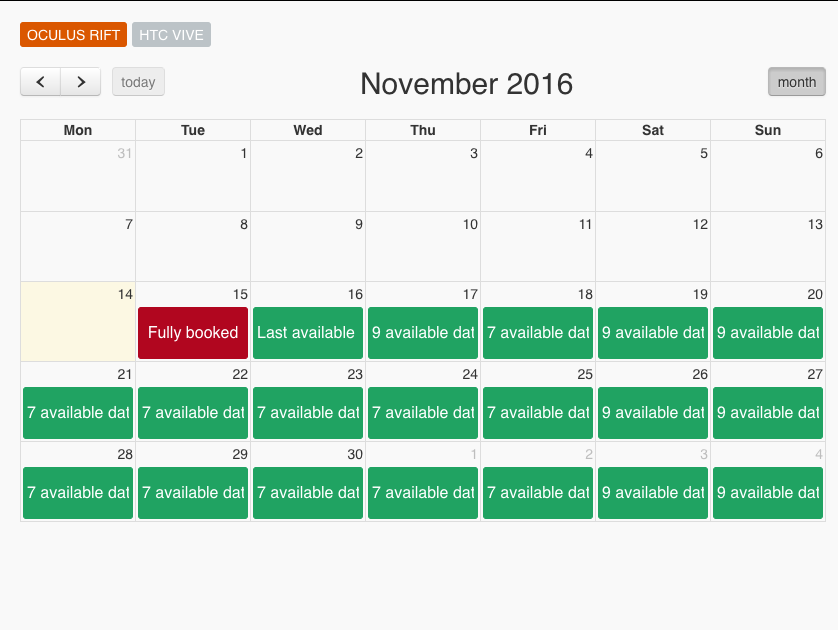 OCULUS RIFT HTC VIVE
today November 2016 month
Mon Tue Wed Thu Fri Sat Sun
31 1 2 3 4 5 6
7 8 9 10 11 12 13
14 15 16 17 18 19 20
Fully booked Last available 9 available dat 7 available dat 9 available dat 9 available dat
21 22 23 24 25 26 27
7 available dat 7 available dat 7 available dat 7 available dat 7 available dat 9 available dat 9 available dat
28 29 30 1 2 3 4
7 available dat 7 available dat 7 available dat 7 available dat 7 available dat 9 available dat 9 available dat